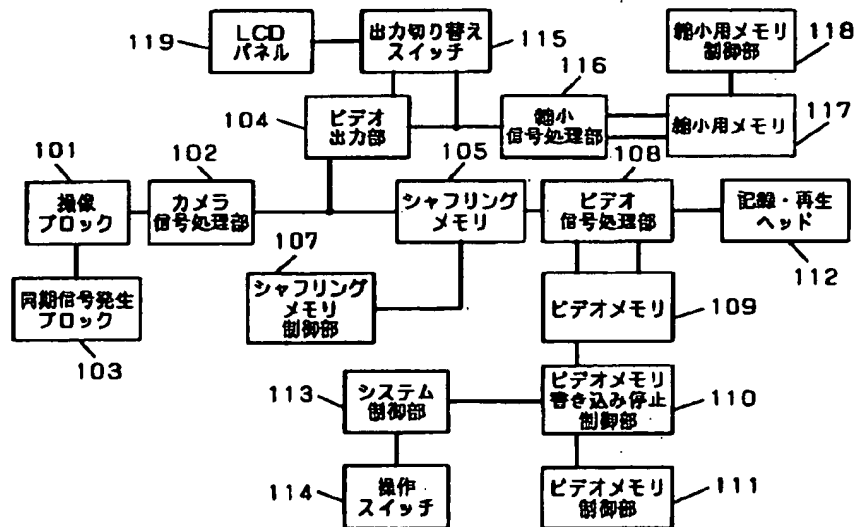 119
LCD
パネル
出力切り替え
スイッチ
115
縮小用メモリ
制御部
118
116
104
ビデオ
出力部
縮小
信号処理部
縮小用メモリ
117
101
102
105
108
撮像
ブロック
カメラ
信号処理部
シャフリング
メモリ
ビデオ
信号処理部
記録・再生
ヘッド
112
107
同期信号発生
ブロック
103
シャフリング
メモリ
制御部
ビデオメモリ
109
113
システム
制御部
ビデオメモリ
書き込み停止
制御部
110
114
操作
スイッチ
ビデオメモリ
制御部
111